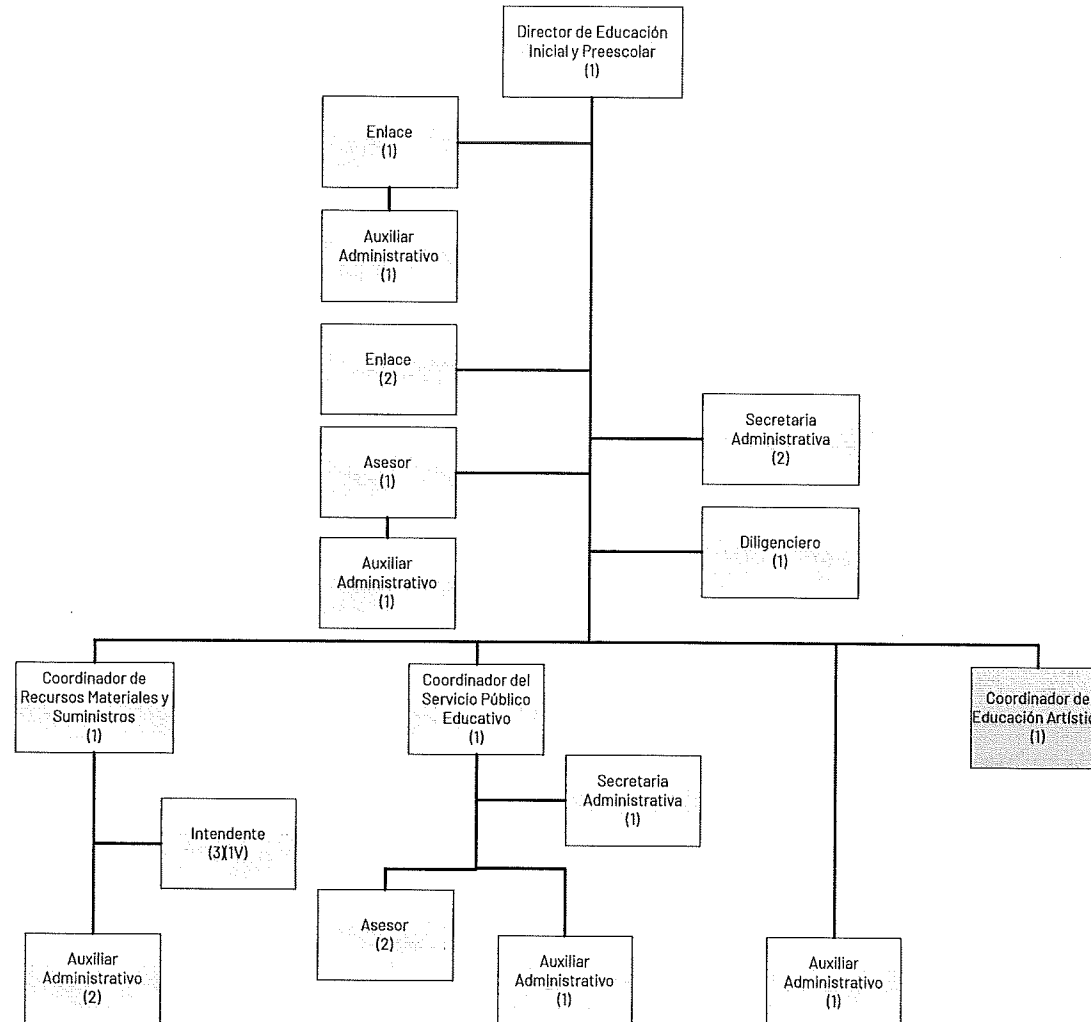 Director de Educación
Inicial y Preescolar
(1)
Enlace
(1)
Auxiliar
Administrativo
(1)
Enlace
(2)
Secretaria
Administrativa
(2)
Asesor
(1)
Diligenciero
(1)
Auxiliar
Administrativo
(1)
Coordinador de
Recursos Materiales y
Suministros
(1)
Coordinador del
Servicio Público
Educativo
(1)
Coordinador de
Educación Artístic
(1)
Secretaria
Administrativa
(1)
Intendente
(3)(1V)
Asesor
(2)
Auxiliar
Administrativo
(2)
Auxiliar
Administrativo
(1)
Auxiliar
Administrativo
(1)